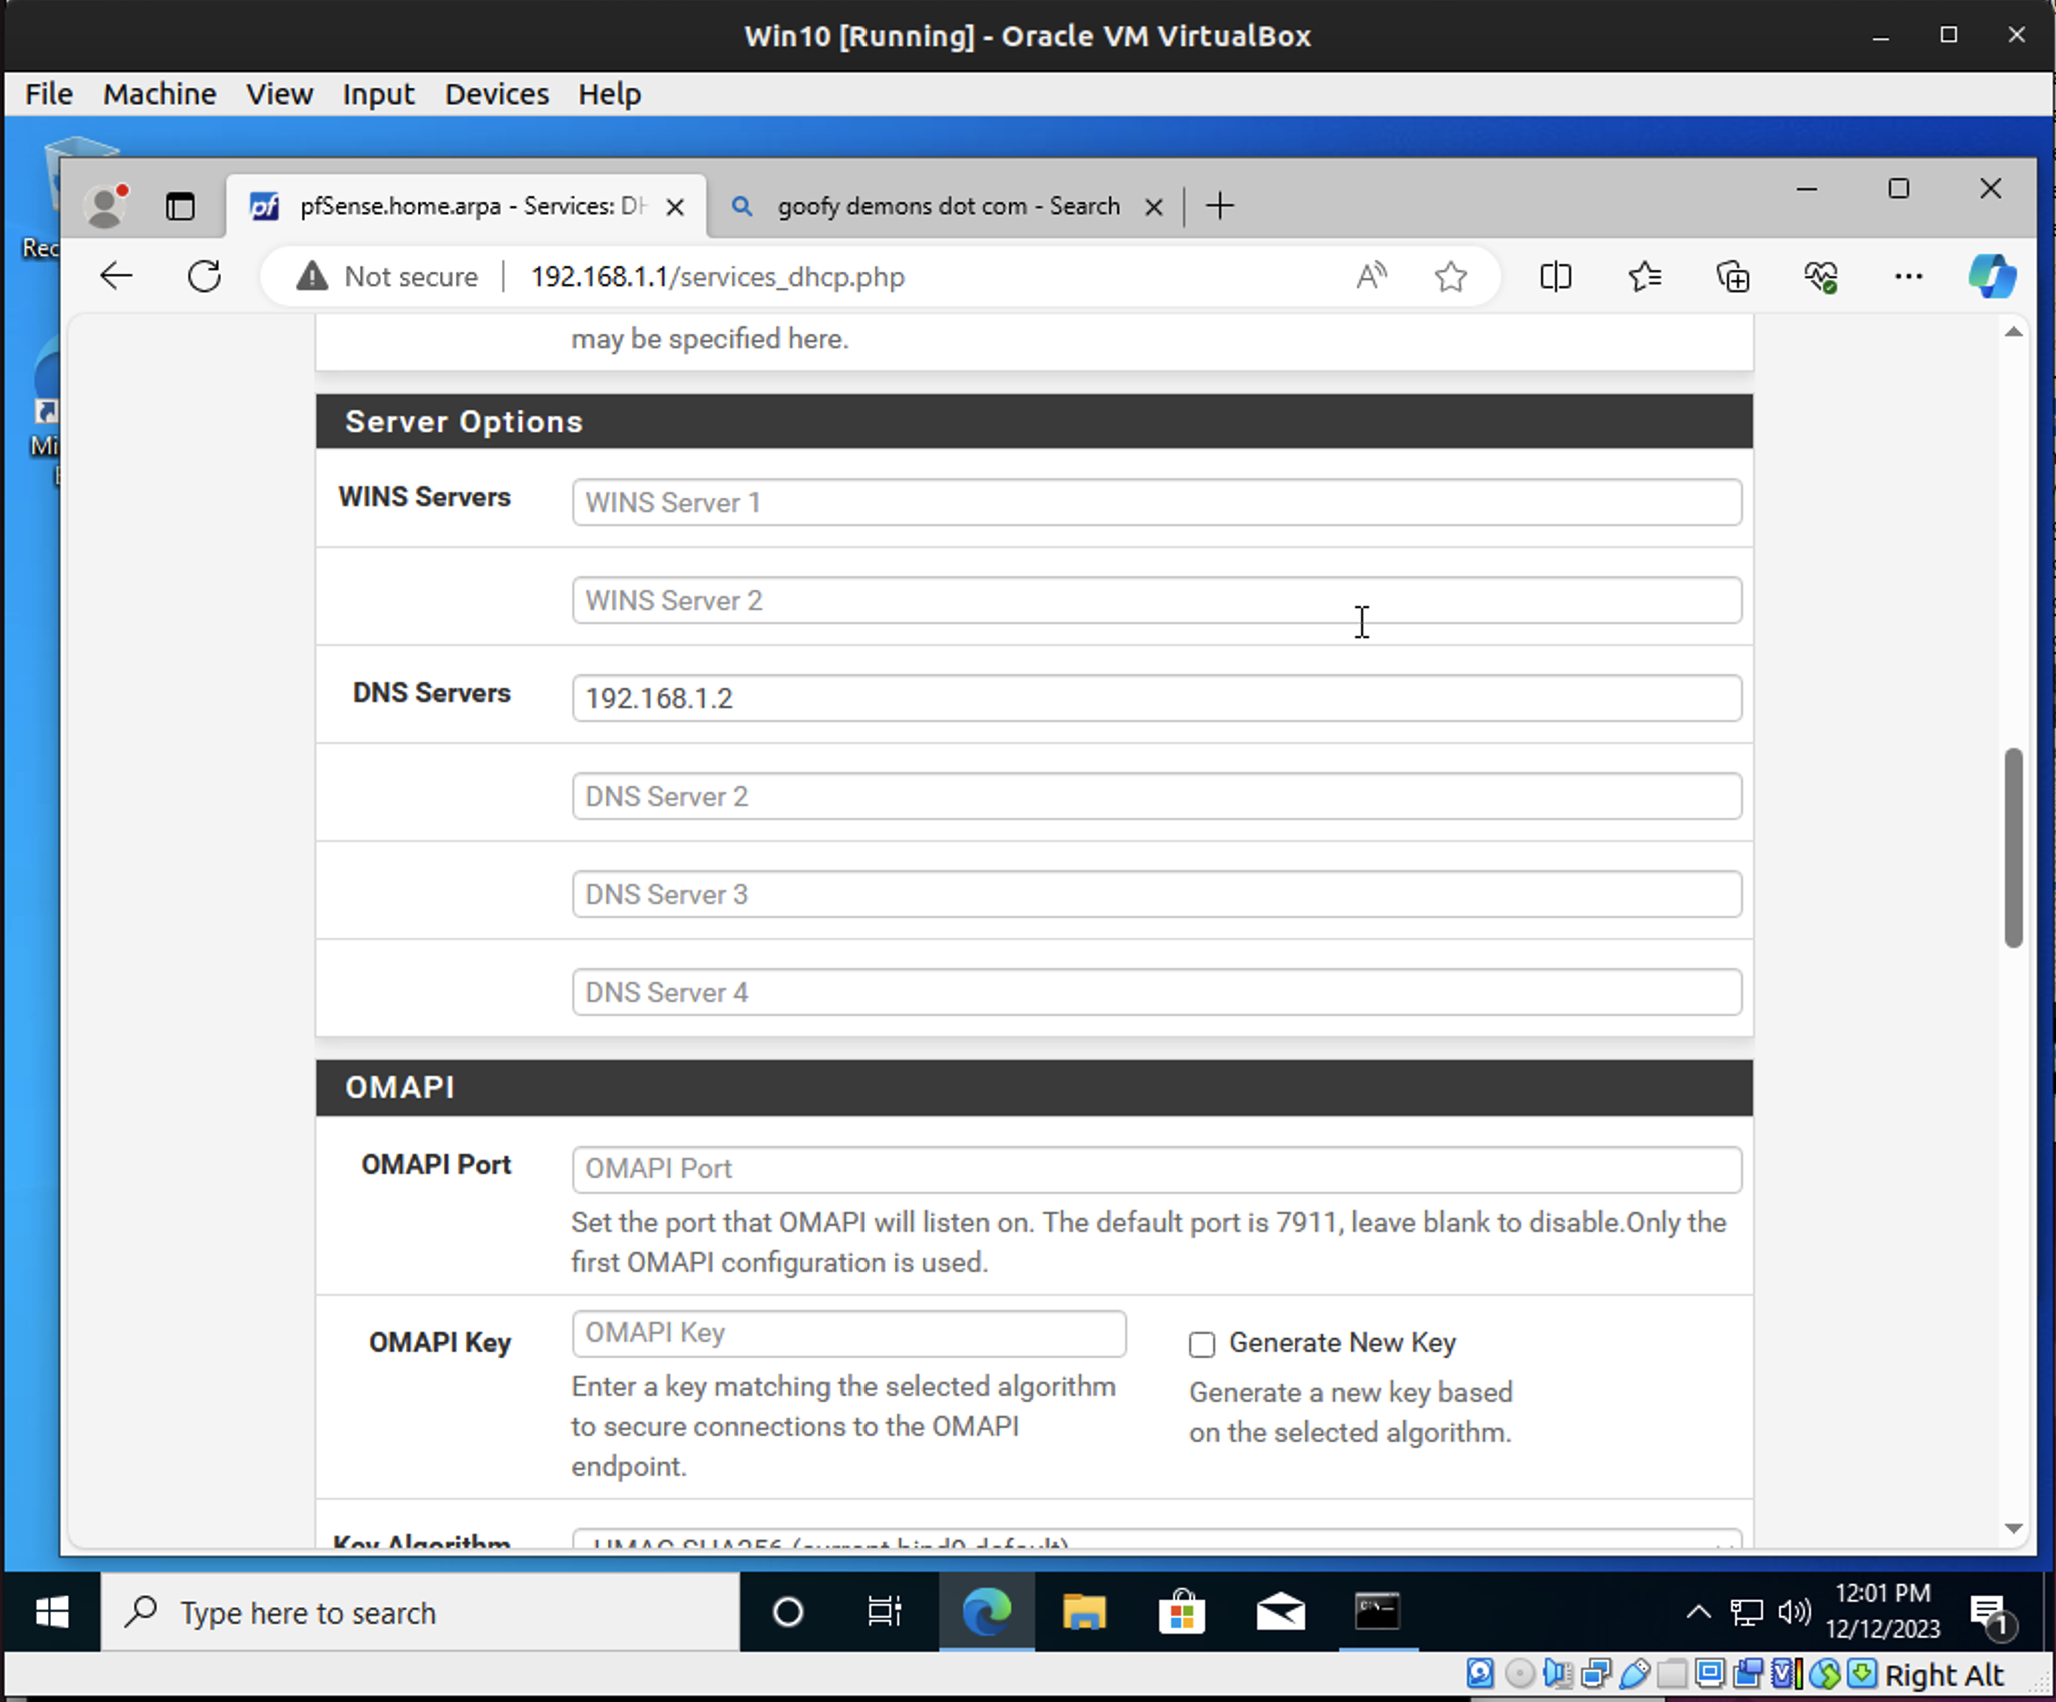 Win10 [Running] - Oracle VM VirtualBox
File Machine View Input Devices Help
pfSense.home.arpa - Services: DH
goofy demons dot com - Search
Not secure 192.168.1.1/services_dhcp.php
may be specified here.
Server Options
WINS Servers WINS Server 1
WINS Server 2
DNS Servers 192.168.1.2
DNS Server 2
DNS Server 3
DNS Server 4
OMAPI
OMAPI Port OMAPI Port
Set the port that OMAPI will listen on. The default port is 7911, leave blank to disable.Only the
first OMAPI configuration is used.
OMAPI Key OMAPI Key
Generate New Key
Enter a key matching the selected algorithm
to secure connections to the OMAPI
endpoint.
Generate a new key based
on the selected algorithm.
Key Algorithm HMAC-SHA256 (current bind9 default)
Rec
Mi
Type here to search
12:01 PM
12/12/2023
1
Right Alt